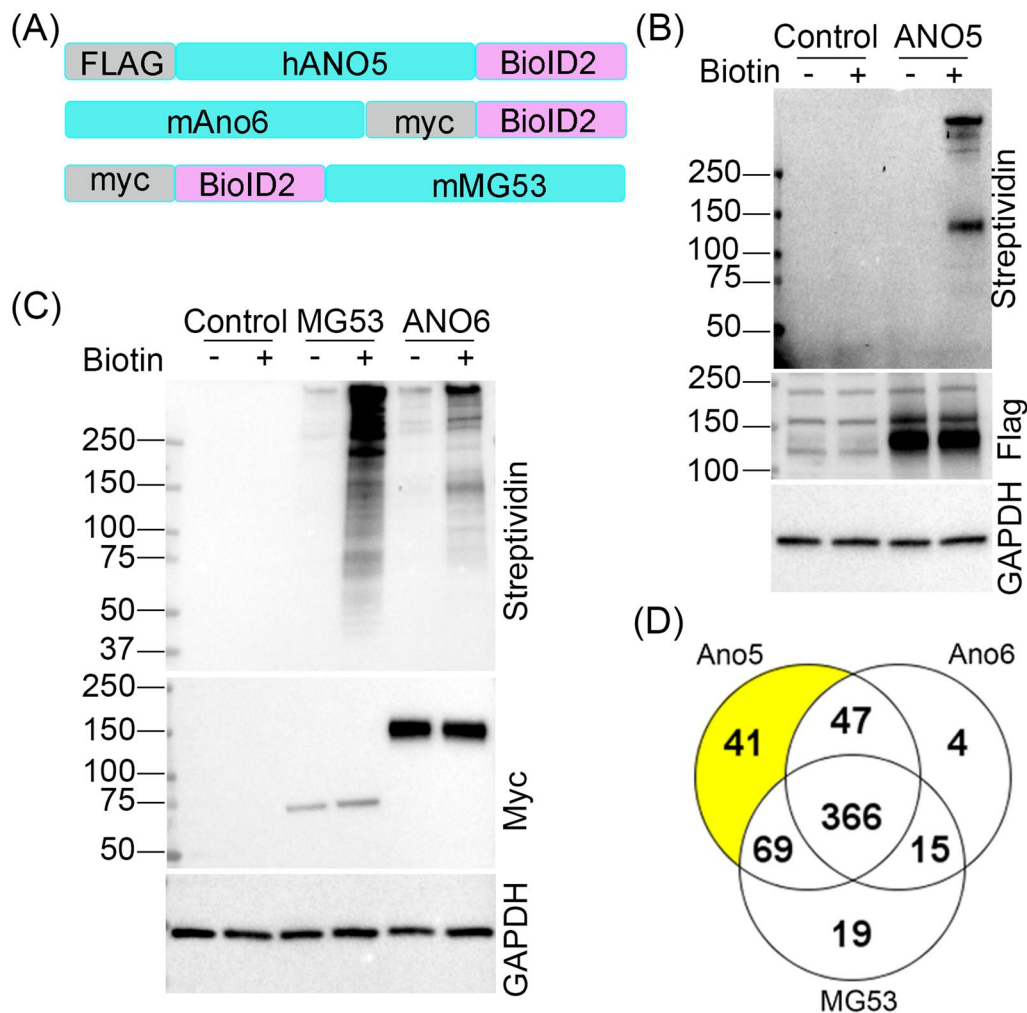 (A)
FLAG hANO5 BioID2
mAno6 myc BioID2
myc BioID2 mMG53
(B)
Control ANO5
Biotin - + - +
250
150
100
75
50
Streptividin
250
150
100
Flag
GAPDH
(C)
Control MG53 ANO6
Biotin - + - + - +
250
150
100
75
50
37
Streptividin
250
150
100
75
50
Myc
GAPDH
(D)
Ano5 Ano6
41 47 4
366
69 15
19
MG53